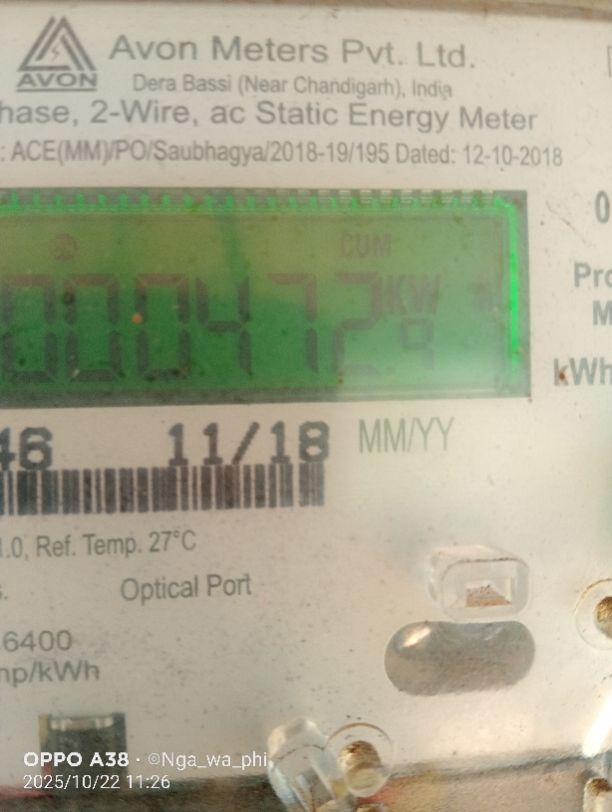 AVON
Avon Meters Pvt. Ltd.
Dera Bassi (Near Chandigarh), India
hase, 2-Wire, ac Static Energy Meter
: ACE(MM)/PO/Saubhagya/2018-19/195 Dated: 12-10-2018
0
CUM
000472.9 KW
Pro
M
kWh
46 11/18 MM/YY
1.0, Ref. Temp. 27°C
s. Optical Port
6400
mp/kWh
OPPO A38 · ©Nga_wa_phi
2025/10/22 11:26